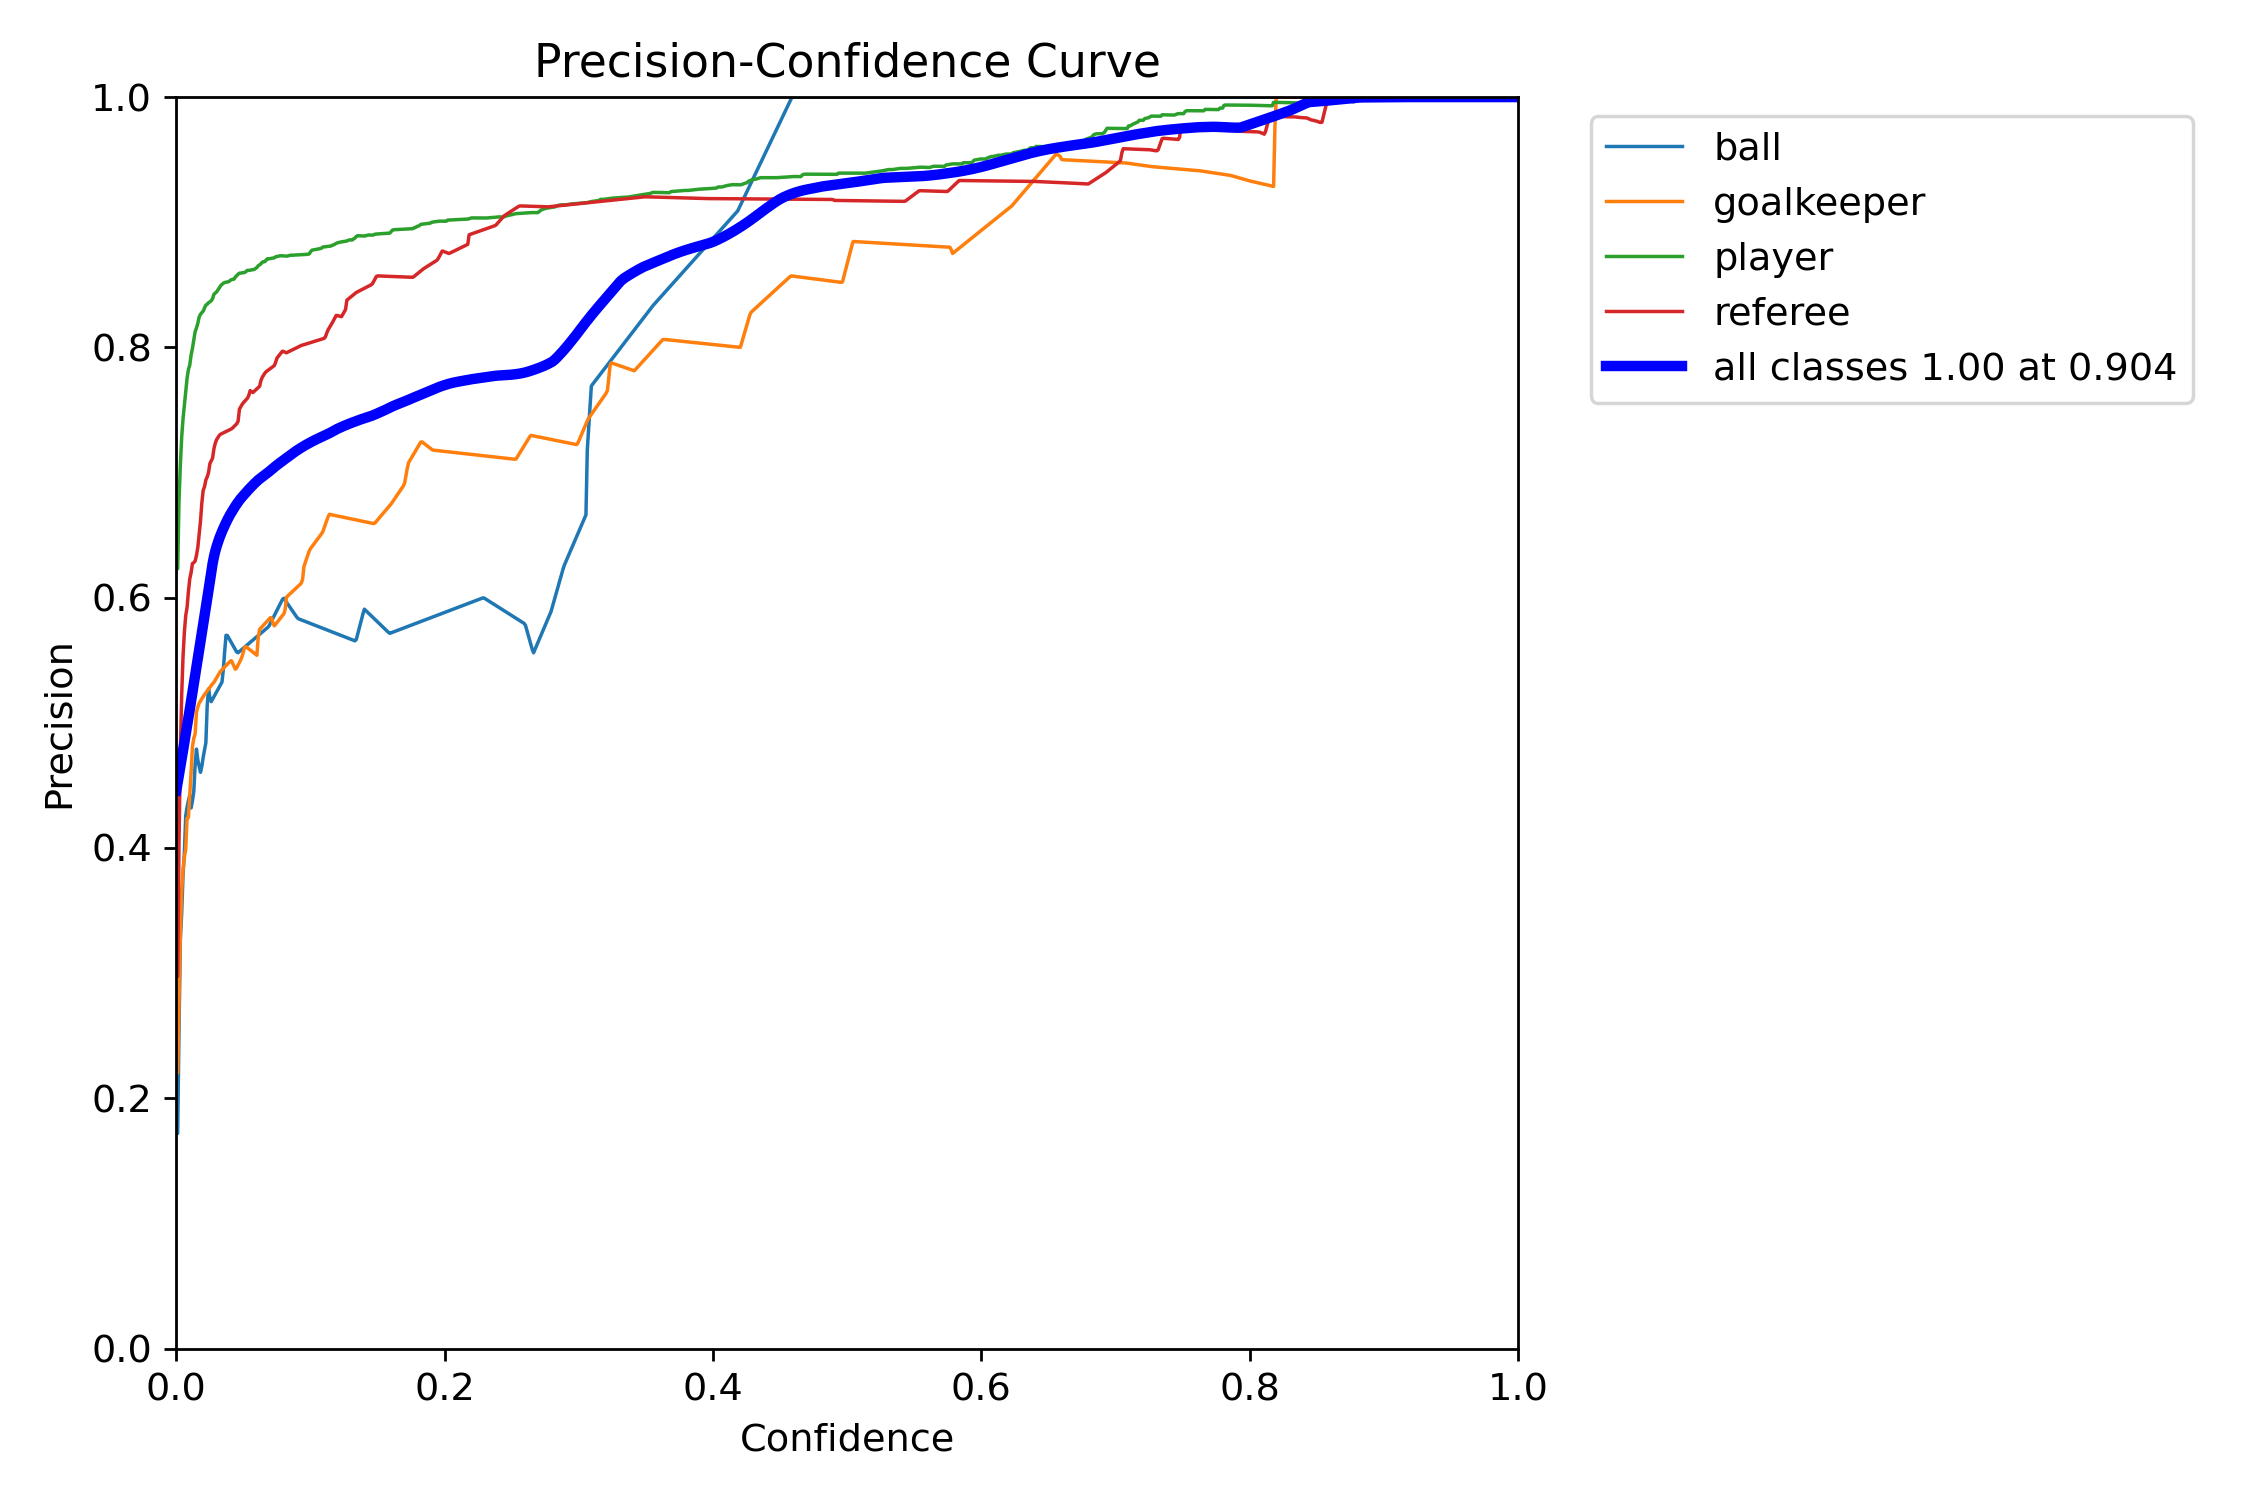 Precision-Confidence Curve
1.0
0.8
0.6
0.4
0.2
0.0
Precision
0.0 0.2 0.4 0.6 0.8 1.0
Confidence
ball
goalkeeper
player
referee
all classes 1.00 at 0.904